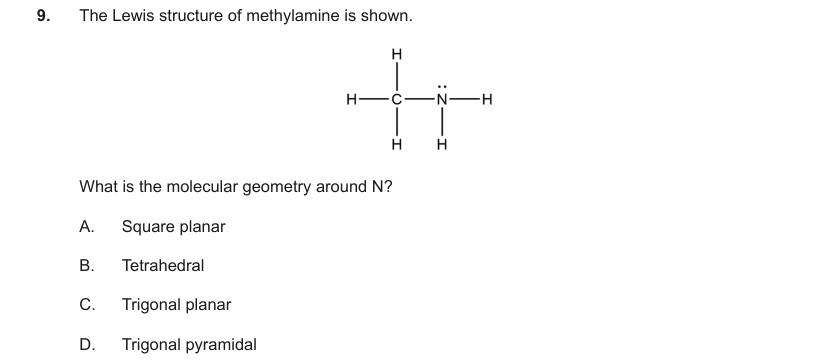 9. The Lewis structure of methylamine is shown.
H
H C N H
H H
What is the molecular geometry around N?
A. Square planar
B. Tetrahedral
C. Trigonal planar
D. Trigonal pyramidal